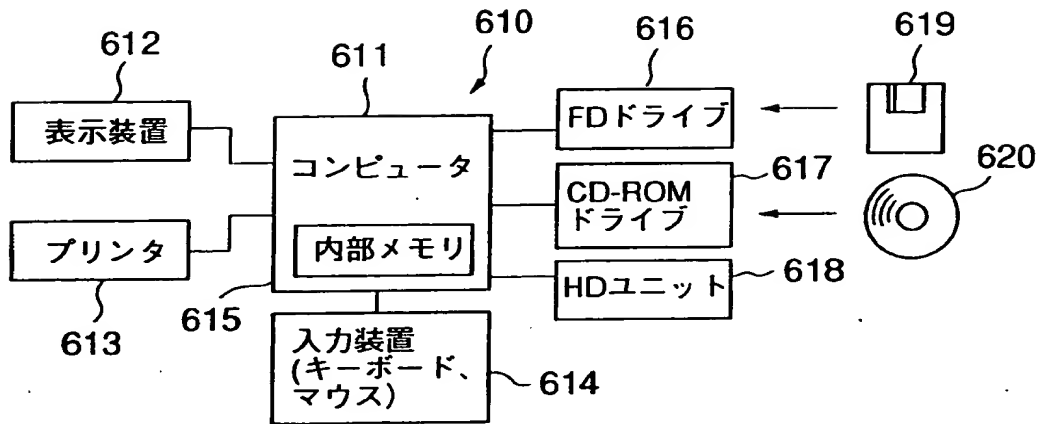 610
612
611
616
619
表示装置
コンピュータ
FDドライブ
617
620
CD-ROM
ドライブ
プリンタ
内部メモリ
618
HDユニット
615
613
入力装置
(キーボード、
マウス)
614